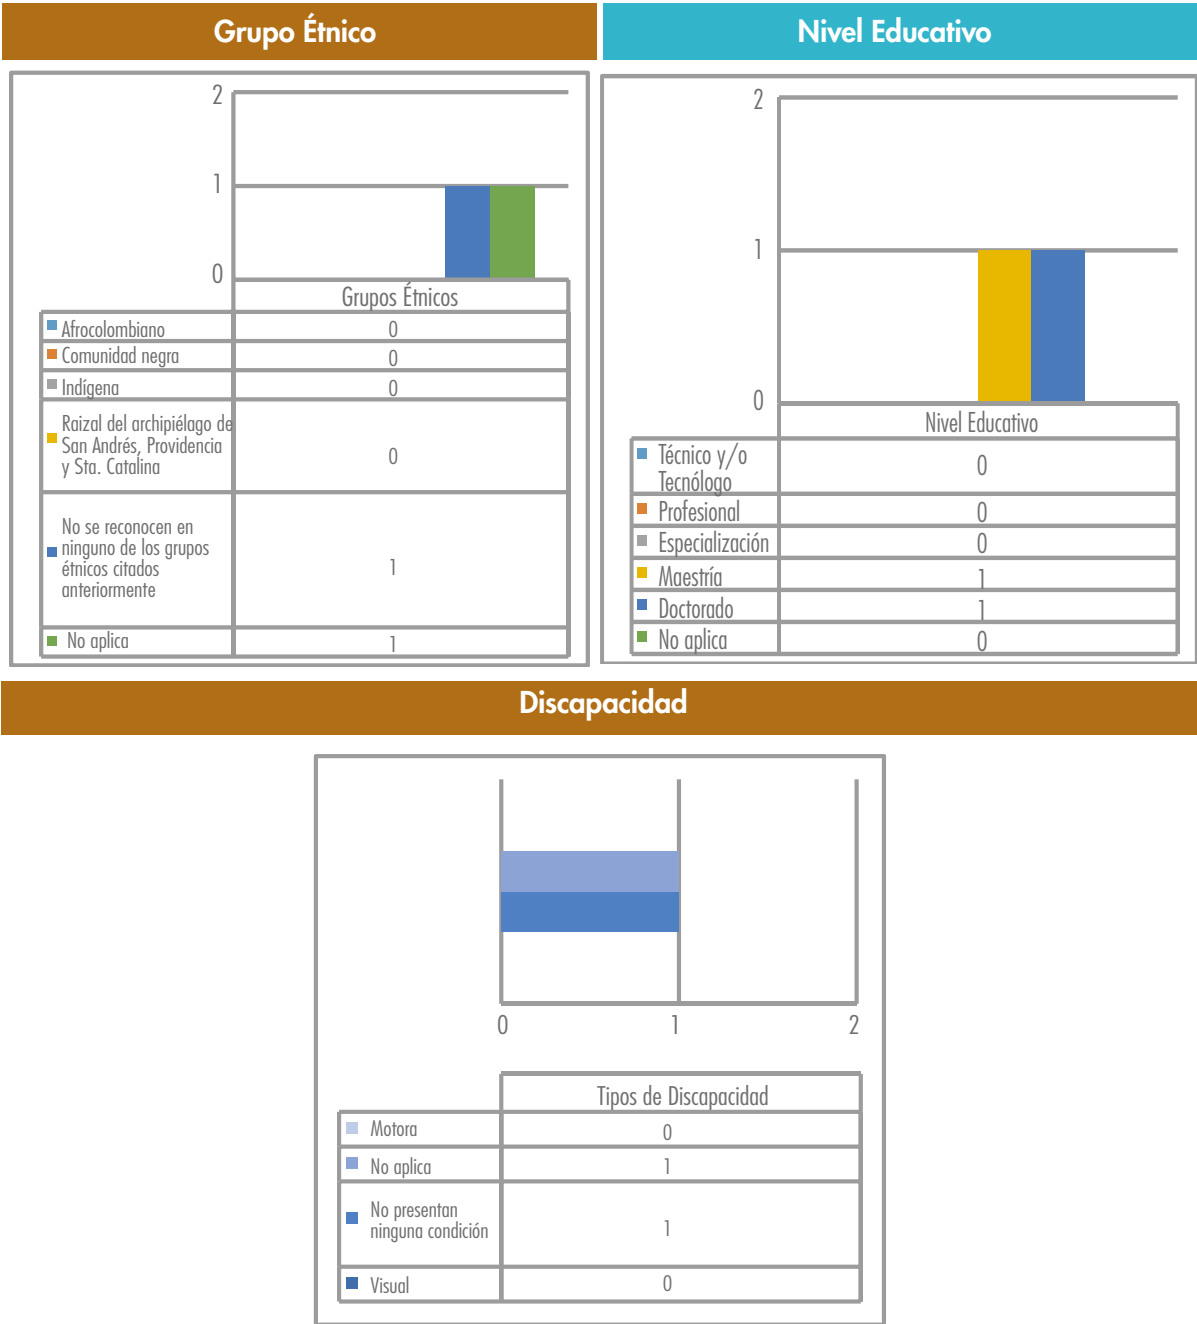 Grupo Étnico
2
1
0
Grupos Étnicos
Afrocolombiano 0
Comunidad negra 0
Indígena 0
Raizal del archipiélago de
San Andrés, Providencia
y Sta. Catalina
0
No se reconocen en
ninguno de los grupos
étnicos citados
anteriormente
1
No aplica 1
Nivel Educativo
2
1
0
Nivel Educativo
Técnico y/o
Tecnólogo
0
Profesional 0
Especialización 0
Maestría 1
Doctorado 1
No aplica 0
Discapacidad
0 1 2
Tipos de Discapacidad
Motora 0
No aplica 1
No presentan
ninguna condición
1
Visual 0